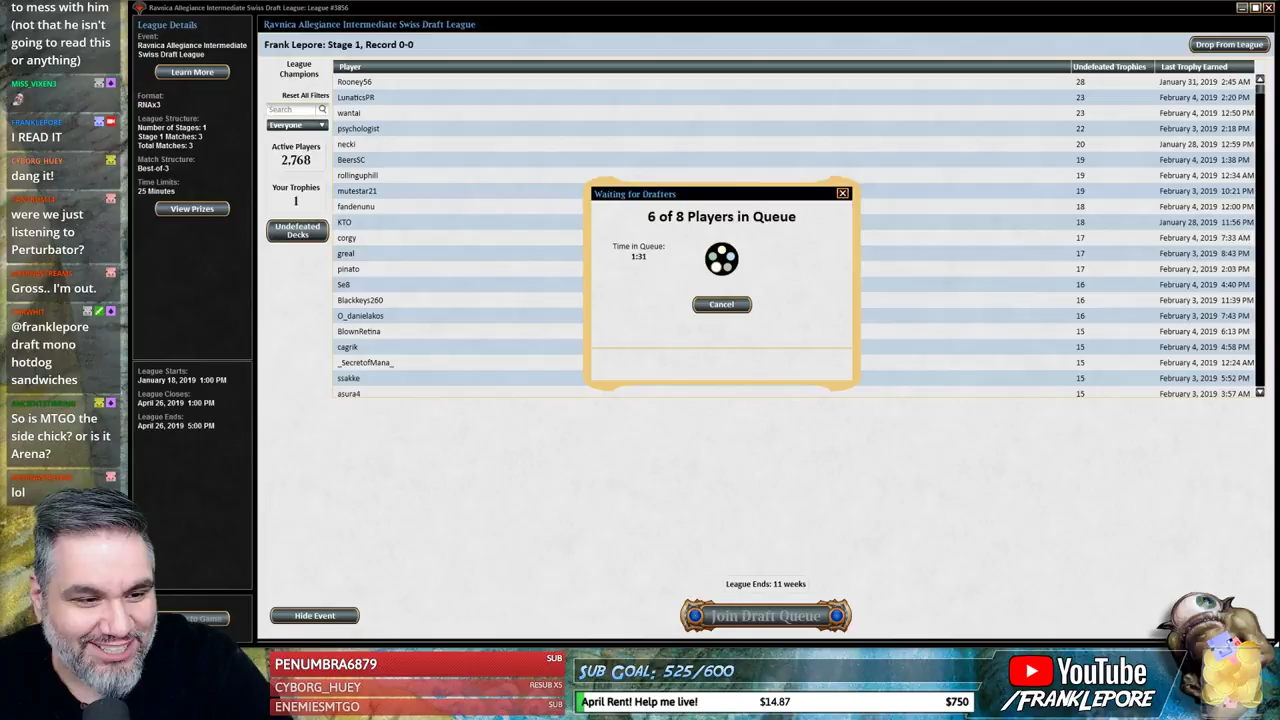 to mess with him
(not that he isn't
going to read this
or anything)
MISS_VIXEN3
FRANKLEPORE
I READ IT
CYBORG_HUEY
dang it!
were we just
listening to
Perturbator?
Gross.. I'm out.
@franklepore
draft mono
hotdog
sandwiches
So is MTGO the
side chick? or is it
Arena?
lol
Ravnica Allegiance Intermediate Swiss Draft League: League #3856
League Details
Event:
Ravnica Allegiance Intermediate
Swiss Draft League
Learn More
Format:
RNAx3
League Structure:
Number of Stages: 1
Stage 1 Matches: 3
Total Matches: 3
Match Structure:
Best-of-3
Time Limits:
25 Minutes
View Prizes
League Starts:
January 18, 2019 1:00 PM
League Closes:
April 26, 2019 1:00 PM
League Ends:
April 26, 2019 5:00 PM
to Game
Ravnica Allegiance Intermediate Swiss Draft League
Frank Lepore: Stage 1, Record 0-0
Drop From League
League
Champions
Reset All Filters
Search
Everyone
Active Players
2,768
Your Trophies
1
Undefeated
Decks
Player Undefeated Trophies Last Trophy Earned
Rooney56 28 January 31, 2019 2:45 AM
LunaticsPR 23 February 4, 2019 2:20 PM
wantai 23 February 4, 2019 12:50 PM
psychologist 22 February 3, 2019 2:18 PM
necki 20 January 28, 2019 12:59 PM
BeersSC 19 February 4, 2019 1:38 PM
rollinguphill 19 February 4, 2019 12:34 AM
mutestar21 19 February 3, 2019 10:21 PM
fandenunu 18 February 4, 2019 12:00 PM
KTO 18 January 28, 2019 11:56 PM
corgy 17 February 4, 2019 7:33 AM
greal 17 February 3, 2019 8:43 PM
pinato 17 February 2, 2019 2:03 PM
Se8 16 February 4, 2019 4:40 PM
Blackkeys260 16 February 3, 2019 11:39 PM
O_danielakos 16 February 3, 2019 7:43 PM
BlownRetina 15 February 4, 2019 6:13 PM
cagrik 15 February 4, 2019 4:58 PM
_SecretofMana_ 15 February 4, 2019 12:24 AM
ssakke 15 February 3, 2019 5:52 PM
asura4 15 February 3, 2019 3:57 AM
Waiting for Drafters
6 of 8 Players in Queue
Time in Queue:
1:31
Cancel
League Ends: 11 weeks
Hide Event
Join Draft Queue
PENUMBRA6879 SUB
CYBORG_HUEY RESUB X5
ENEMIESMTGO SUB
SUB GOAL: 525/600
April Rent! Help me live! $14.87 $750
YouTube
/FRANKLEPORE